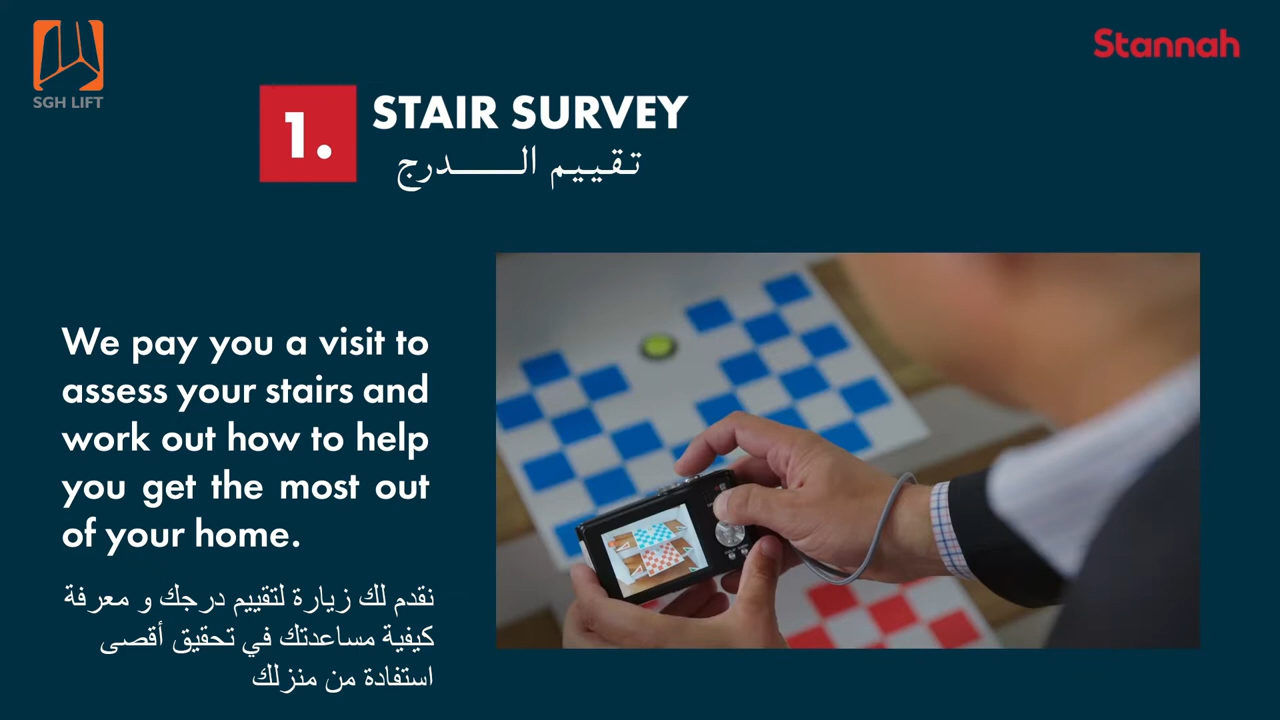 SGH LIFT
Stannah
1.
STAIR SURVEY
تقييم الـــــدرج
We pay you a visit to
assess your stairs and
work out how to help
you get the most out
of your home.
نقدم لك زيارة لتقييم درجك و معرفة
كيفية مساعدتك في تحقيق أقصى
استفادة من منزلك